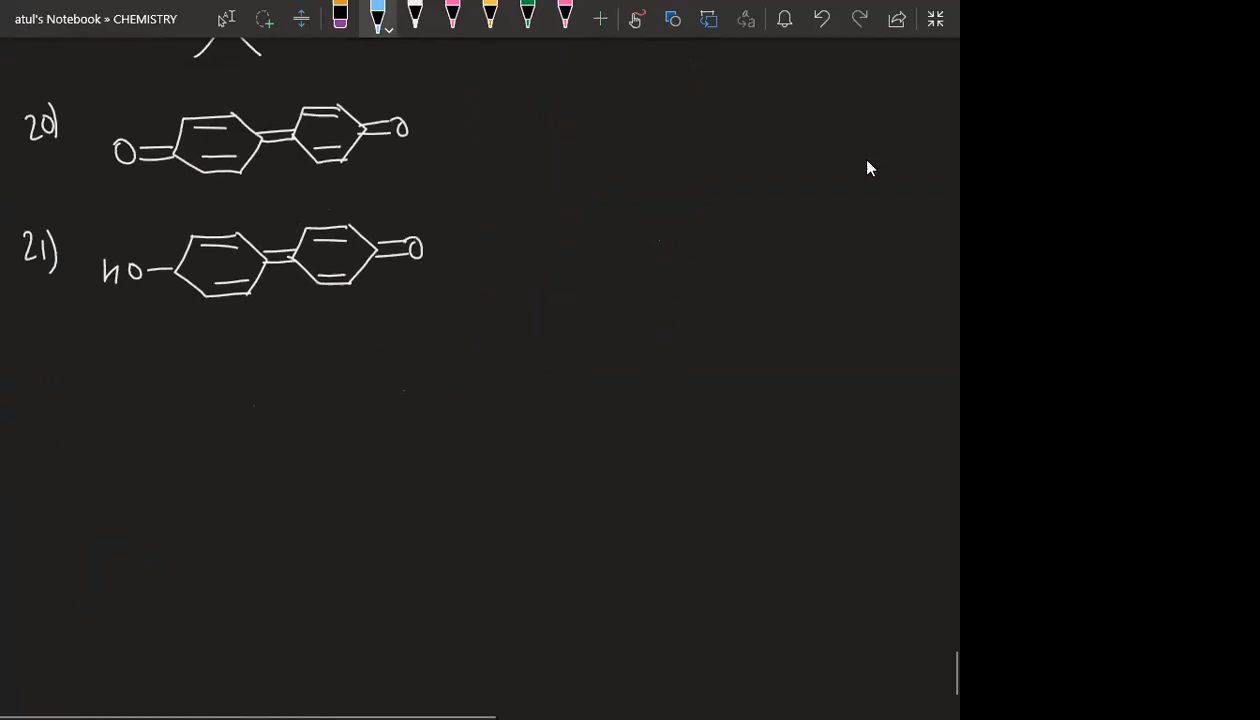 atul's Notebook » CHEMISTRY
20)
O O
21)
HO O